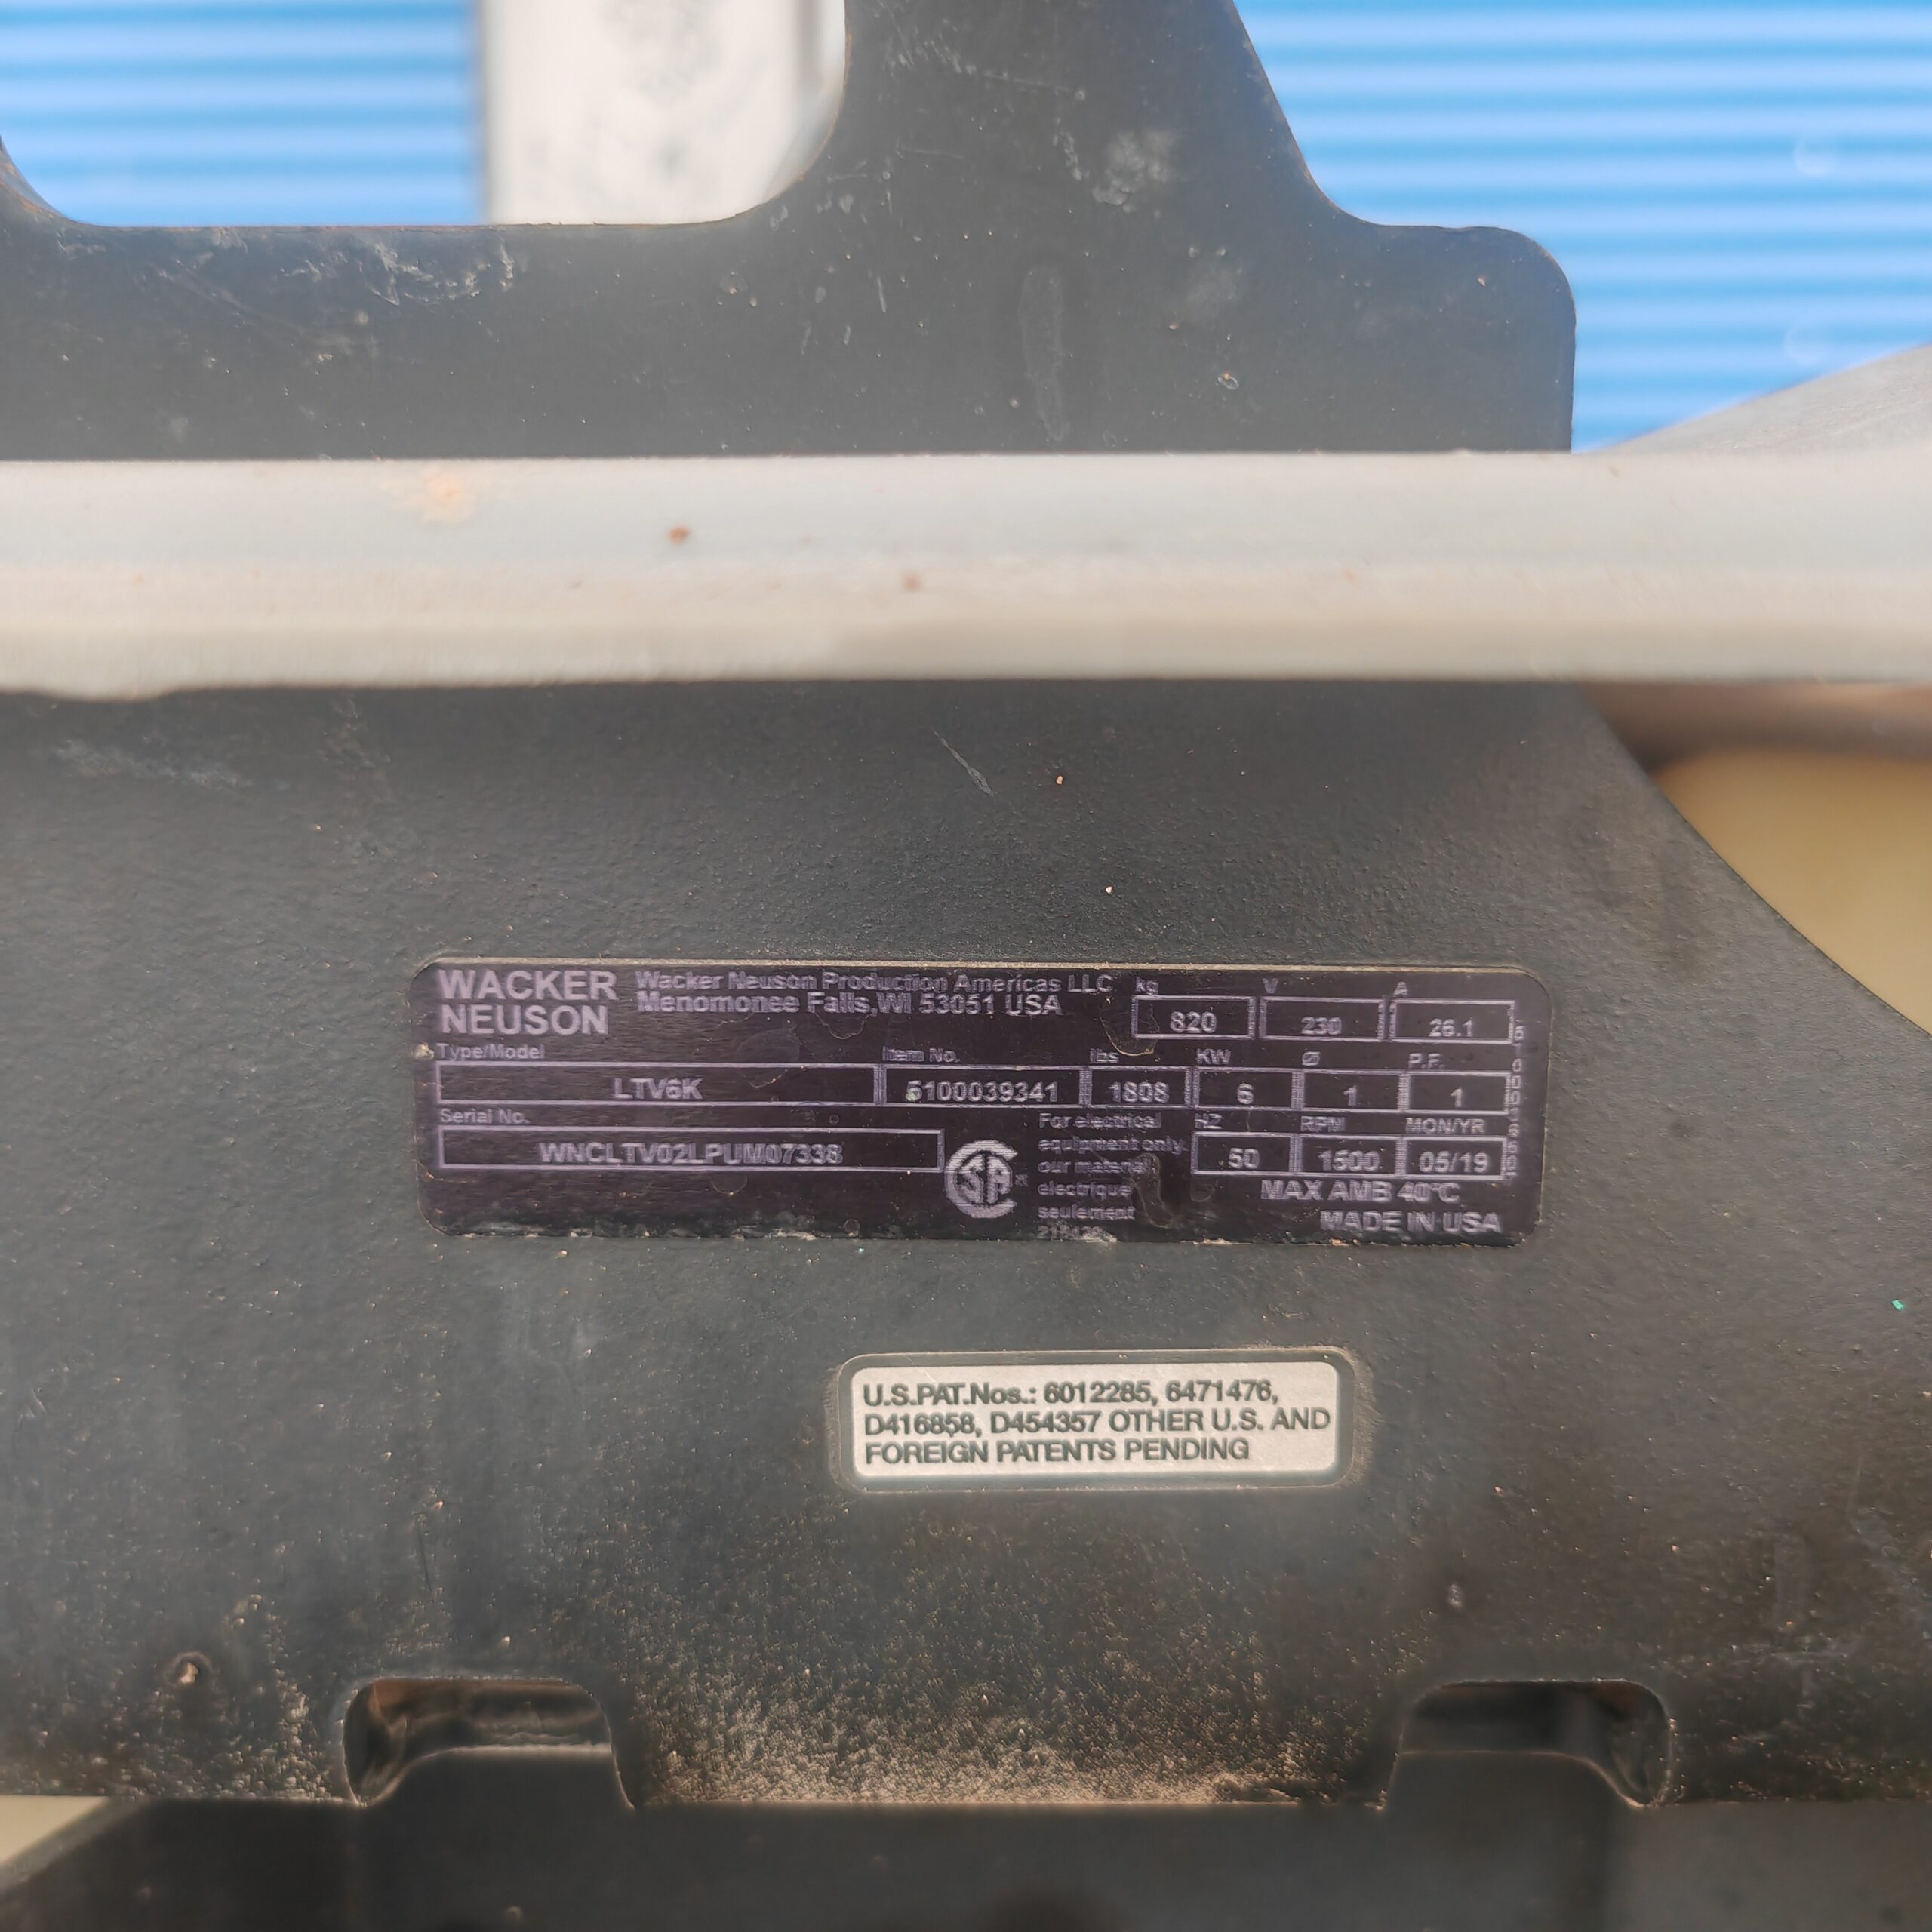 WACKER
NEUSON
Wacker Neuson Production Americas LLC
Menomonee Falls,WI 53051 USA
kg V A
820 230 26.1
Type/Model Item No. lbs KW Ø P.F.
LTV6K 5100039341 1808 6 1 1
Serial No. HZ RPM MON/YR
WNCLTV02LPUM07338 50 1500 05/19
CSA
For electrical
equipment only.
our material
electrique
seulement
MAX AMB 40°C
MADE IN USA
U.S.PAT.Nos.: 6012285, 6471476,
D416858, D454357 OTHER U.S. AND
FOREIGN PATENTS PENDING